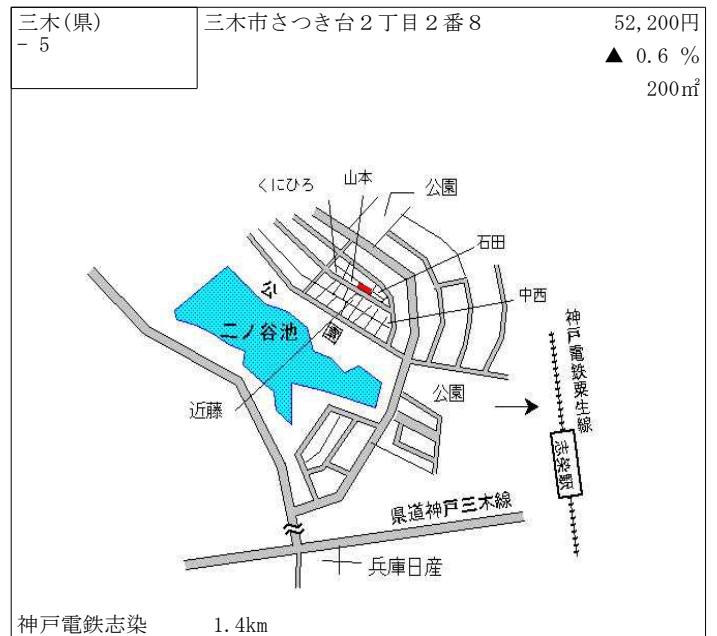 三木(県) 三木市さつき台２丁目２番８ 52,200円
- 5 ▲ 0.6 %
200㎡
くにひろ 山本 公園
石田
中西
公
園
二ノ谷池
神戸電鉄粟生線
近藤
公園
志染駅
県道神戸三木線
兵庫日産
神戸電鉄志染 1.4km